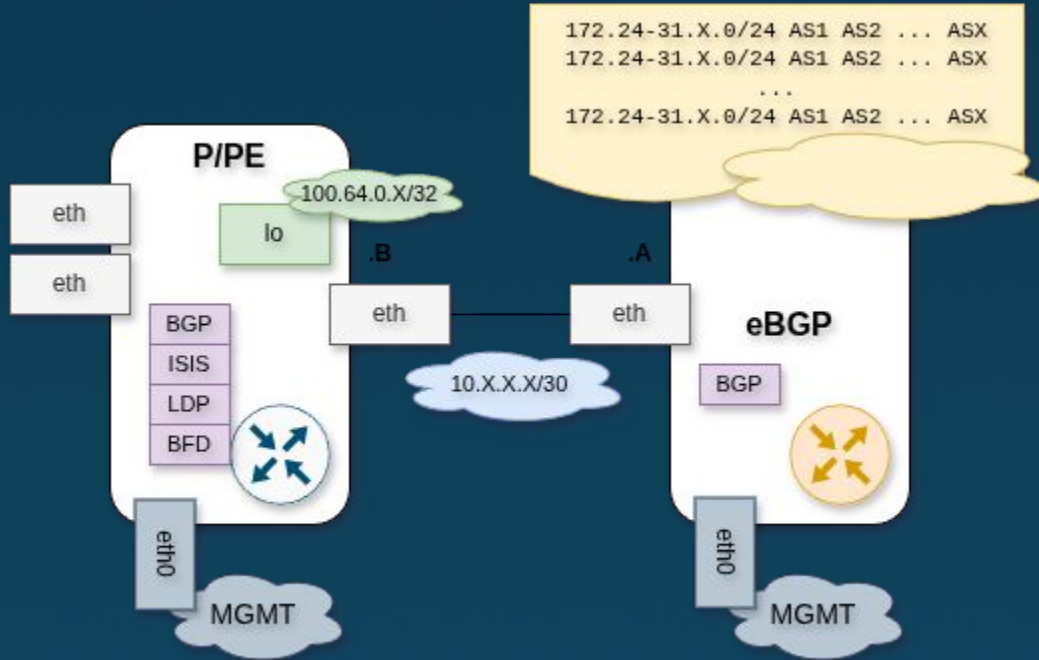 172.24-31.X.0/24 AS1 AS2 ... ASX
172.24-31.X.0/24 AS1 AS2 ... ASX
...
172.24-31.X.0/24 AS1 AS2 ... ASX
P/PE
100.64.0.X/32
lo
eth
eth
.B
.A
eth
eth
eBGP
BGP
ISIS
LDP
BFD
10.X.X.X/30
BGP
eth0
MGMT
eth0
MGMT